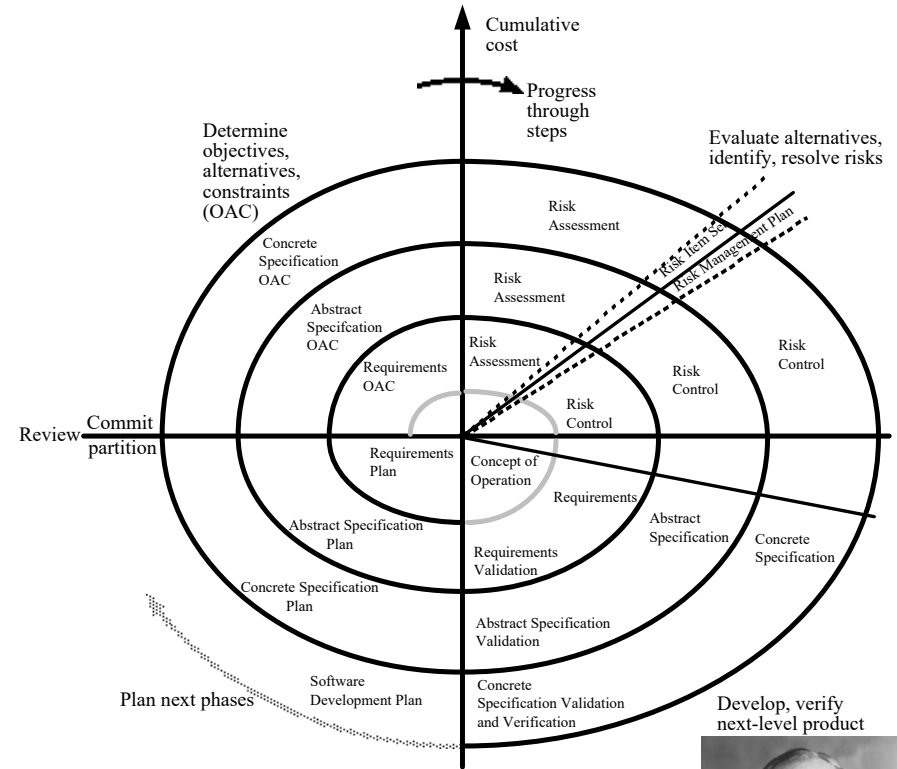 Cumulative
cost
Progress
through
steps
Determine
objectives,
alternatives,
constraints
(OAC)
Evaluate alternatives,
identify, resolve risks
Risk
Assessment
Risk Item Set
Risk Management Plan
Concrete
Specification
OAC
Risk
Assessment
Abstract
Specifcation
OAC
Risk
Assessment
Requirements
OAC
Risk
Control
Risk
Control
Risk
Control
Review
Commit
partition
Requirements
Plan
Concept of
Operation
Requirements
Abstract
Specification
Concrete
Specification
Abstract Specification
Plan
Requirements
Validation
Concrete Specification
Plan
Abstract Specification
Validation
Software
Development Plan
Concrete
Specification Validation
and Verification
Plan next phases
Develop, verify
next-level product